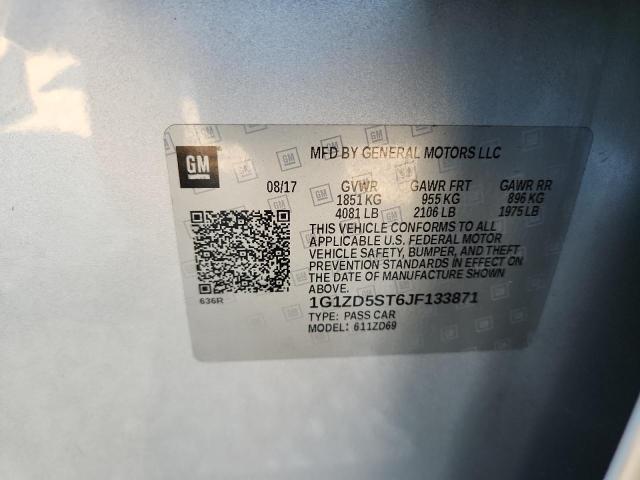 GM
MFD BY GENERAL MOTORS LLC
08/17 GVWR GAWR FRT GAWR RR
1851 KG 955 KG 896 KG
4081 LB 2106 LB 1975 LB
THIS VEHICLE CONFORMS TO ALL
APPLICABLE U.S. FEDERAL MOTOR
VEHICLE SAFETY, BUMPER, AND THEFT
PREVENTION STANDARDS IN EFFECT ON
THE DATE OF MANUFACTURE SHOWN
ABOVE.
636R
1G1ZD5ST6JF133871
TYPE: PASS CAR
MODEL: 611ZD69